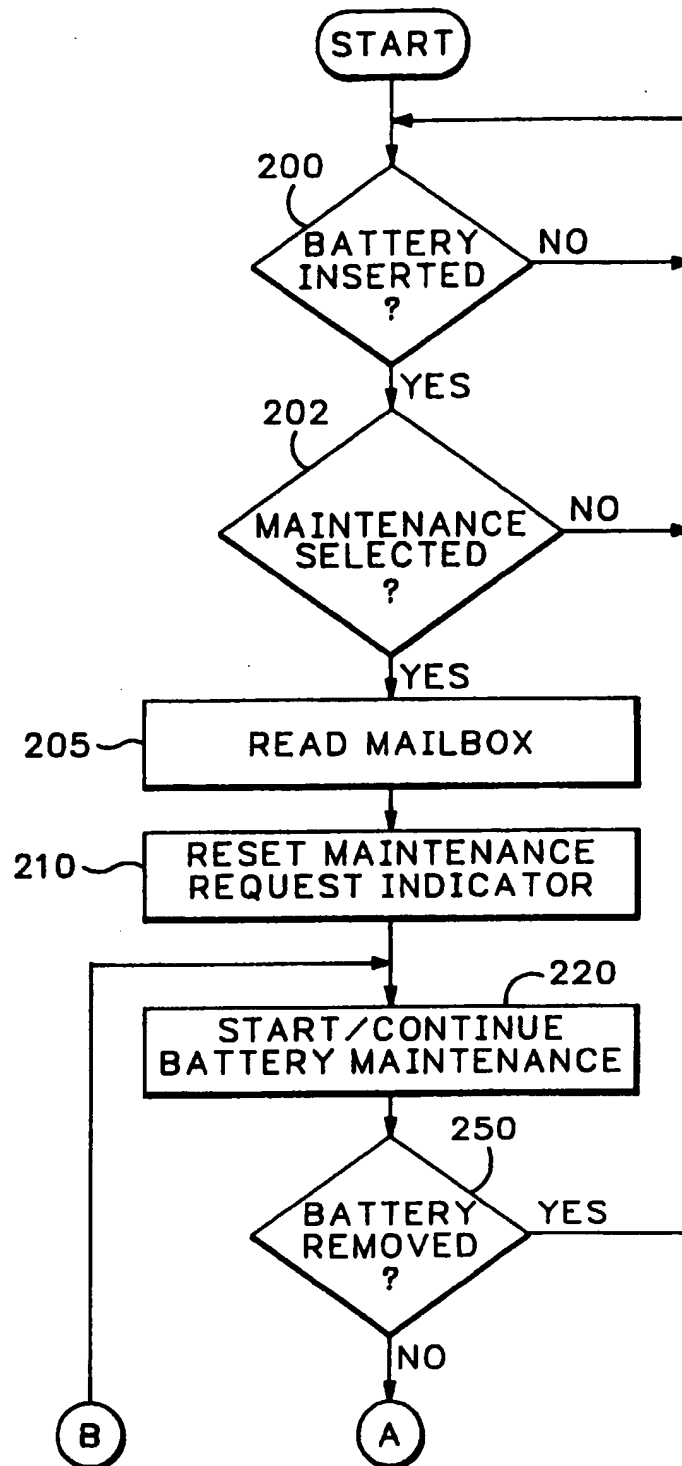 START
200
BATTERY
INSERTED
?
NO
YES
202
MAINTENANCE
SELECTED
?
NO
YES
205
READ MAILBOX
210
RESET MAINTENANCE
REQUEST INDICATOR
220
START/CONTINUE
BATTERY MAINTENANCE
250
BATTERY
REMOVED
?
YES
NO
B
A